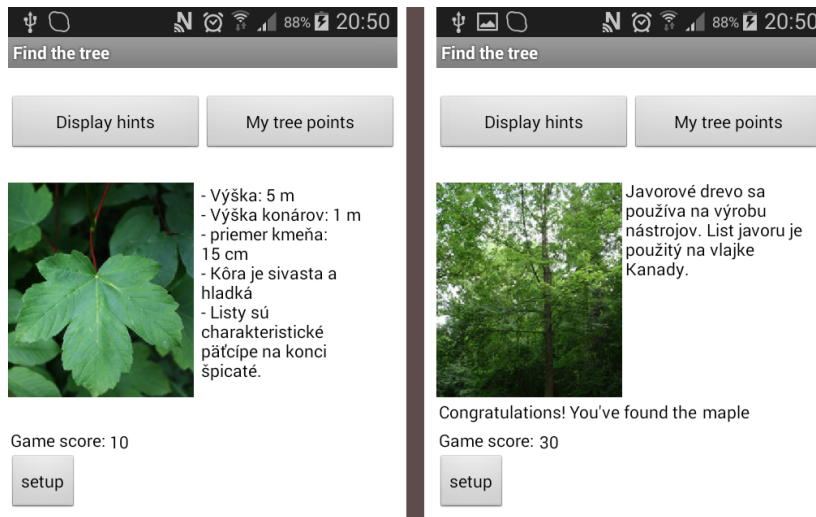 88% 20:50
Find the tree
Display hints
My tree points
- Výška: 5 m
- Výška konárov: 1 m
- priemer kmeňa:
15 cm
- Kôra je sivasta a
hladká
- Listy sú
charakteristické
päťcípe na konci
špicaté.
Game score: 10
setup
88% 20:50
Find the tree
Display hints
My tree points
Javorové drevo sa
používa na výrobu
nástrojov. List javoru je
použitý na vlajke
Kanady.
Congratulations! You've found the maple
Game score: 30
setup